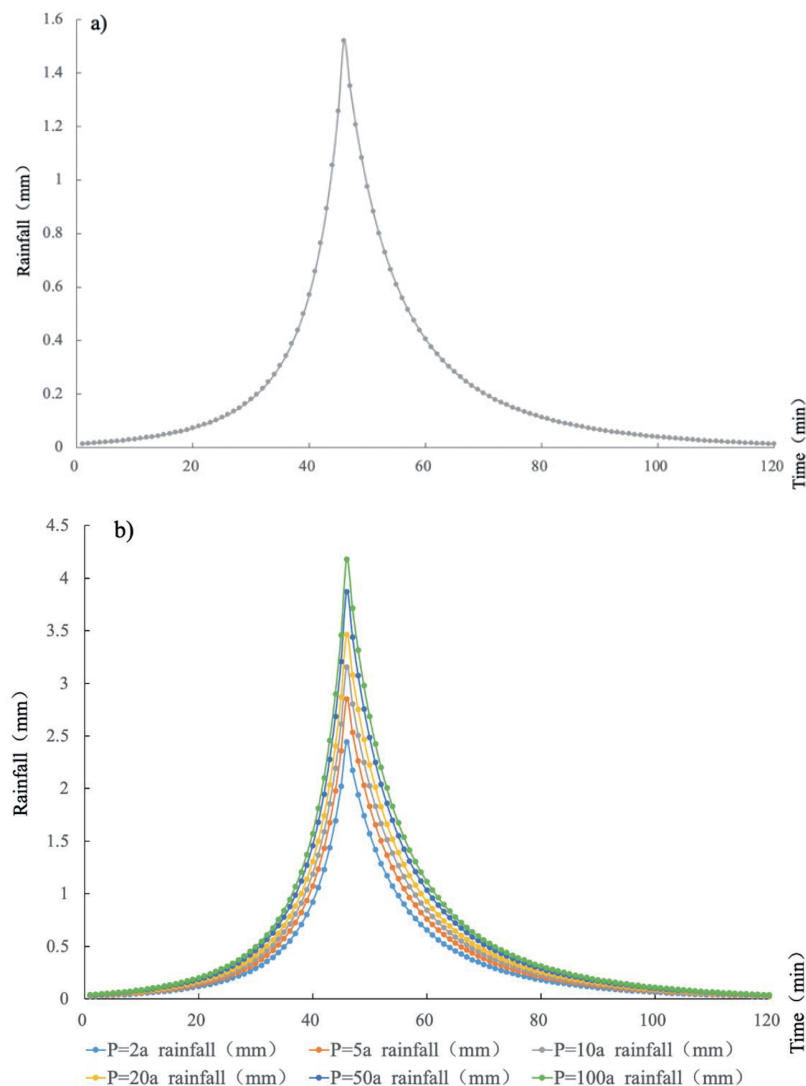 a)
1.6
1.4
1.2
1
0.8
0.6
0.4
0.2
0
Rainfall（mm）
0 20 40 60 80 100 120
Time (min)
b)
4.5
4
3.5
3
2.5
2
1.5
1
0.5
0
Rainfall（mm）
0 20 40 60 80 100 120
Time (min)
P=2a rainfall（mm） P=5a rainfall（mm） P=10a rainfall（mm）
P=20a rainfall（mm） P=50a rainfall（mm） P=100a rainfall（mm）